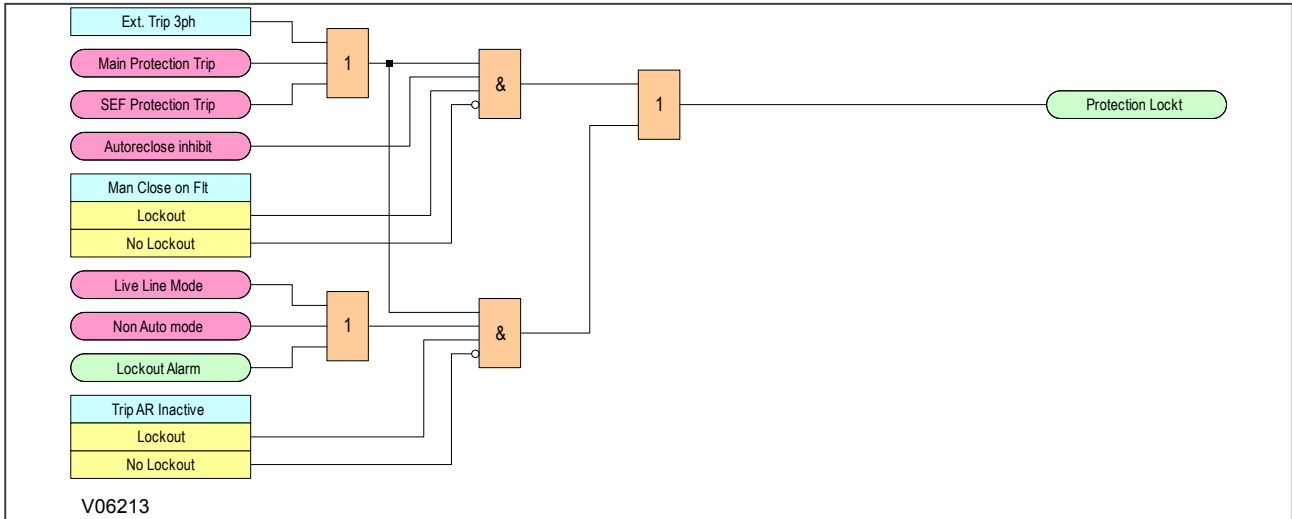 Ext. Trip 3ph
Main Protection Trip
1
SEF Protection Trip
&
1
Protection Lockt
Autoreclose inhibit
Man Close on Flt
Lockout
No Lockout
Live Line Mode
Non Auto mode
1
&
Lockout Alarm
Trip AR Inactive
Lockout
No Lockout
V06213